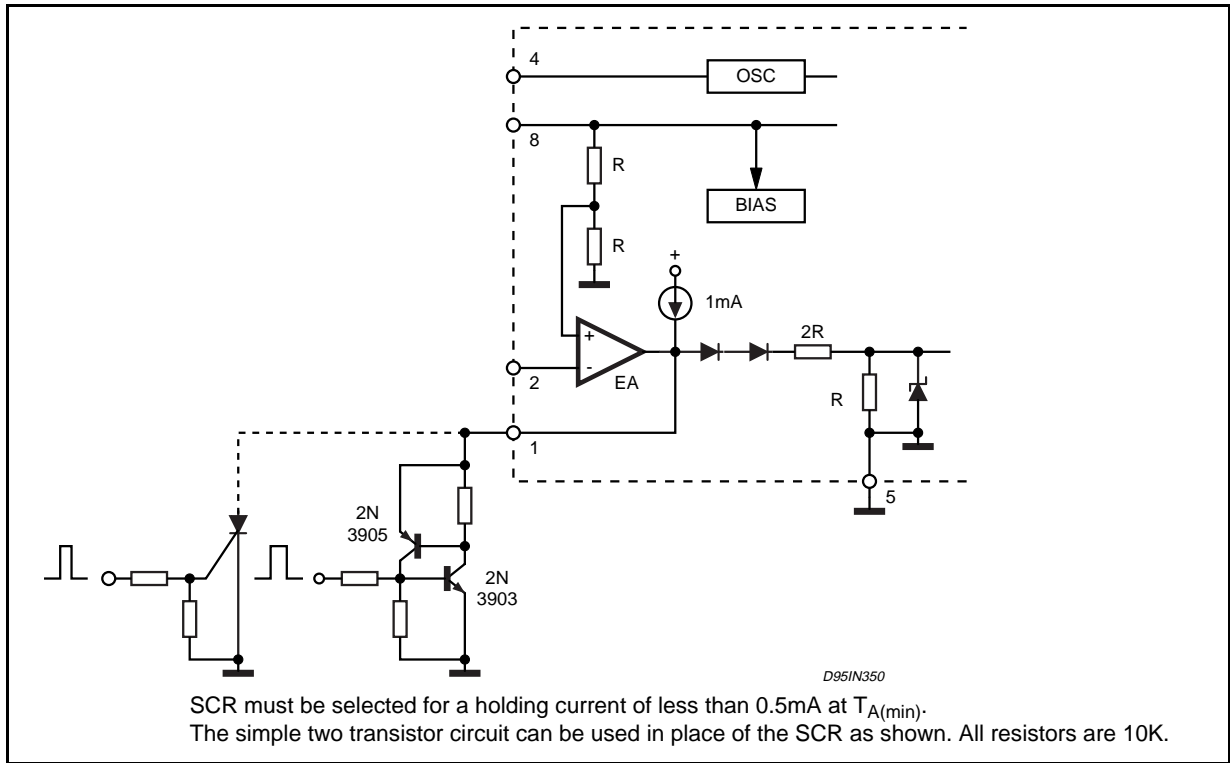 4
OSC
8
R
BIAS
R
+
1mA
2R
+
-
EA
2
R
1
5
2N
3905
2N
3903
D95IN350
SCR must be selected for a holding current of less than 0.5mA at TA(min).
The simple two transistor circuit can be used in place of the SCR as shown. All resistors are 10K.